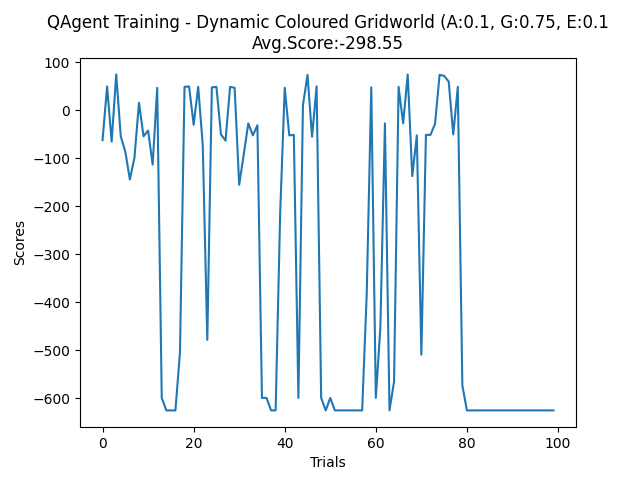 QAgent Training - Dynamic Coloured Gridworld (A:0.1, G:0.75, E:0.1
Avg.Score:-298.55
100
0
−100
−200
−300
−400
−500
−600
Scores
0 20 40 60 80 100
Trials